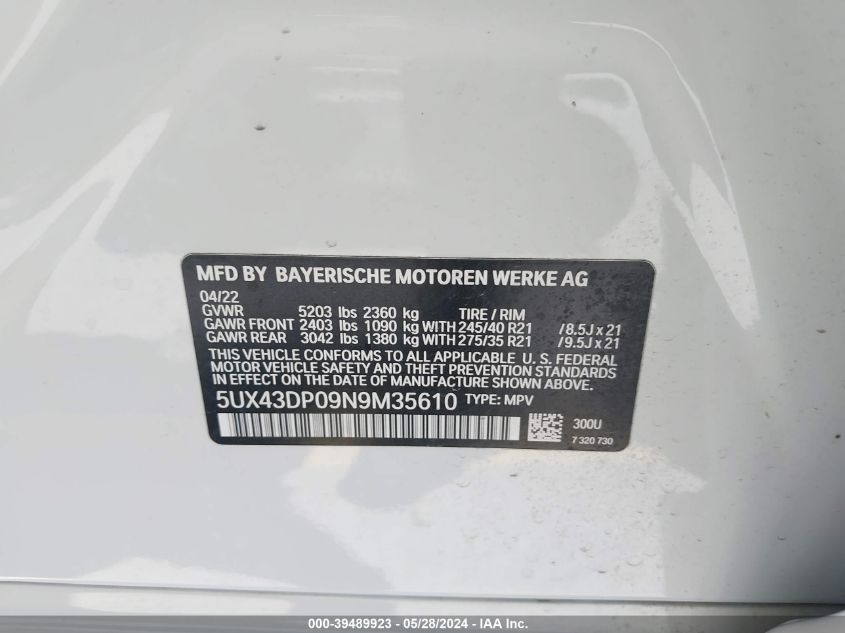 MFD BY BAYERISCHE MOTOREN WERKE AG
04/22
GVWR 5203 lbs 2360 kg TIRE / RIM
GAWR FRONT 2403 lbs 1090 kg WITH 245/40 R21 /8.5J x 21
GAWR REAR 3042 lbs 1380 kg WITH 275/35 R21 /9.5J x 21
THIS VEHICLE CONFORMS TO ALL APPLICABLE U. S. FEDERAL
MOTOR VEHICLE SAFETY AND THEFT PREVENTION STANDARDS
IN EFFECT ON THE DATE OF MANUFACTURE SHOWN ABOVE.
5UX43DP09N9M35610 TYPE: MPV
300U
7 320 730
000-39489923 - 05/28/2024 - IAA Inc.